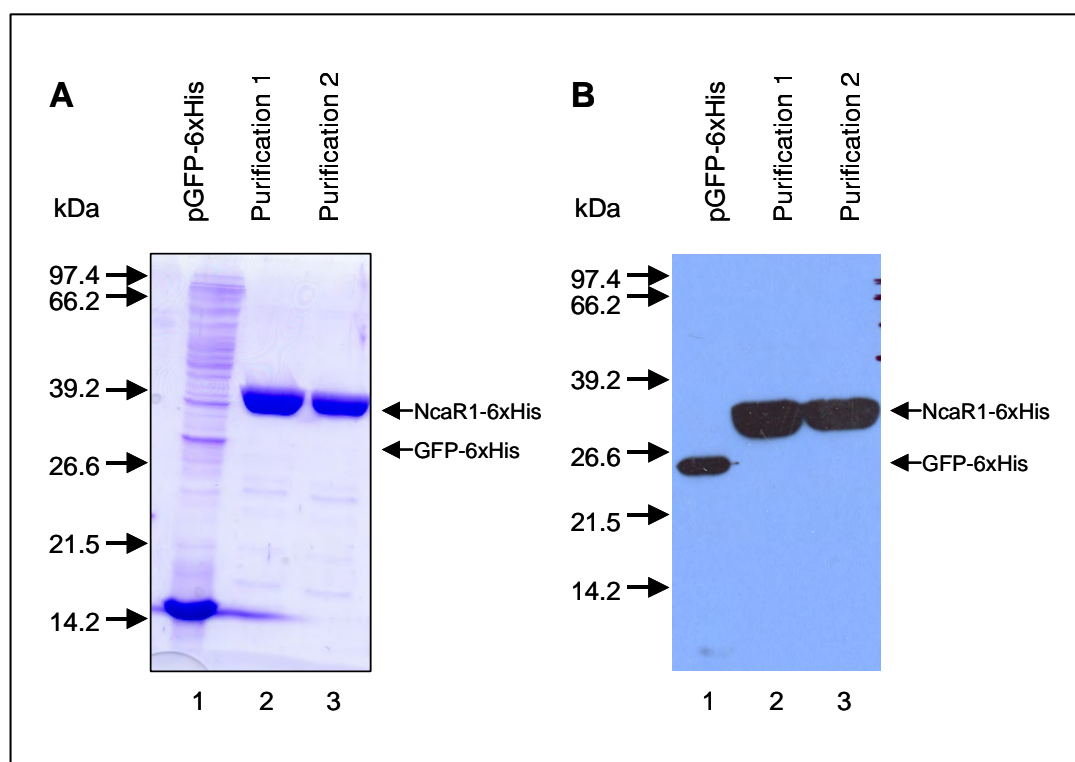 A
pGFP-6xHis
Purification 1
Purification 2
kDa
97.4
66.2
39.2
26.6
21.5
14.2
NcaR1-6xHis
GFP-6xHis
1 2 3
B
pGFP-6xHis
Purification 1
Purification 2
kDa
97.4
66.2
39.2
26.6
21.5
14.2
NcaR1-6xHis
GFP-6xHis
1 2 3